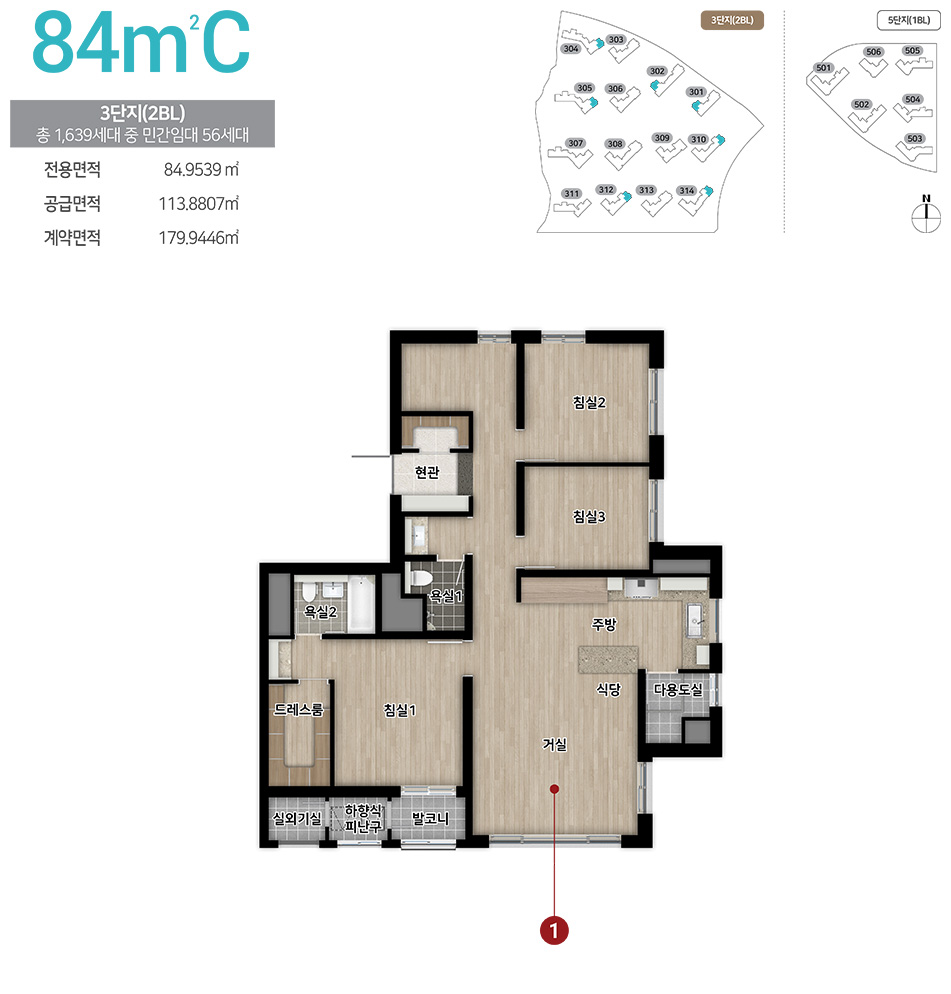 84m²C
3단지(2BL)
총 1,639세대 중 민간임대 56세대
전용면적 84.9539 ㎡
공급면적 113.8807㎡
계약면적 179.9446㎡
3단지(2BL)
303
304
302
305
306
301
309
310
307
308
311
312
313
314
5단지(1BL)
506
505
501
502
504
503
N
침실2
현관
침실3
욕실1
욕실2
주방
식당
다용도실
드레스룸
침실1
거실
실외기실
하향식
피난구
발코니
1